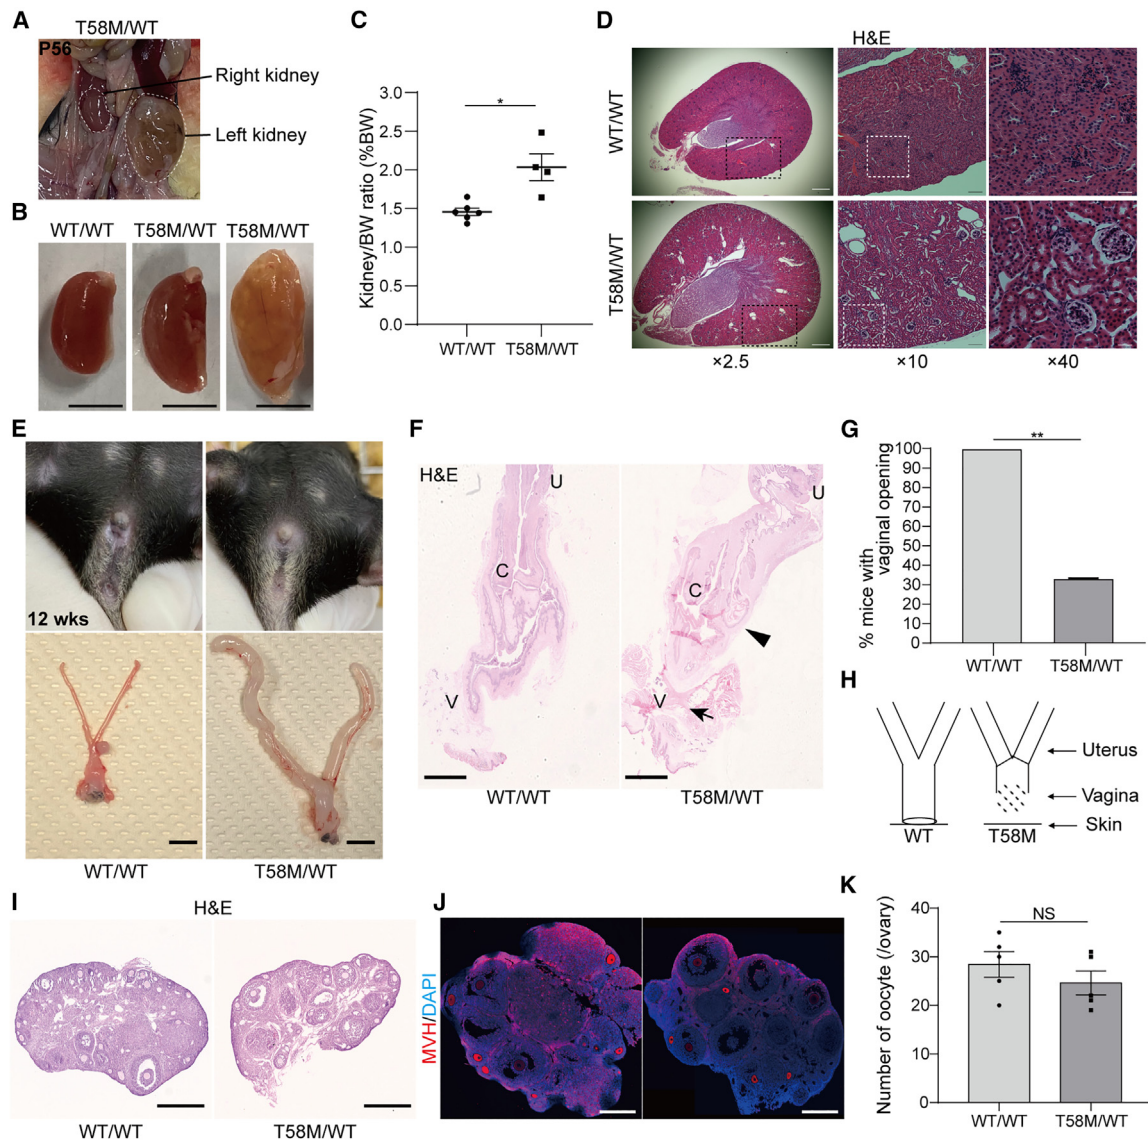 A
T58M/WT
P56
Right kidney
Left kidney
B
WT/WT T58M/WT T58M/WT
C
Kidney/BW ratio (%BW)
3.0
2.5
2.0
1.5
1.0
0.5
0.0
*
WT/WT T58M/WT
D
H&E
WT/WT
T58M/WT
×2.5 ×10 ×40
E
12 wks
WT/WT T58M/WT
F
H&E
U
C
V
U
C
V
WT/WT T58M/WT
G
% mice with
vaginal opening
100
90
80
70
60
50
40
30
20
10
0
**
WT/WT T58M/WT
H
Uterus
Vagina
Skin
WT T58M
I
H&E
WT/WT T58M/WT
J
MVH/DAPI
K
Number of oocyte (/ovary)
40
30
20
10
0
NS
WT/WT T58M/WT